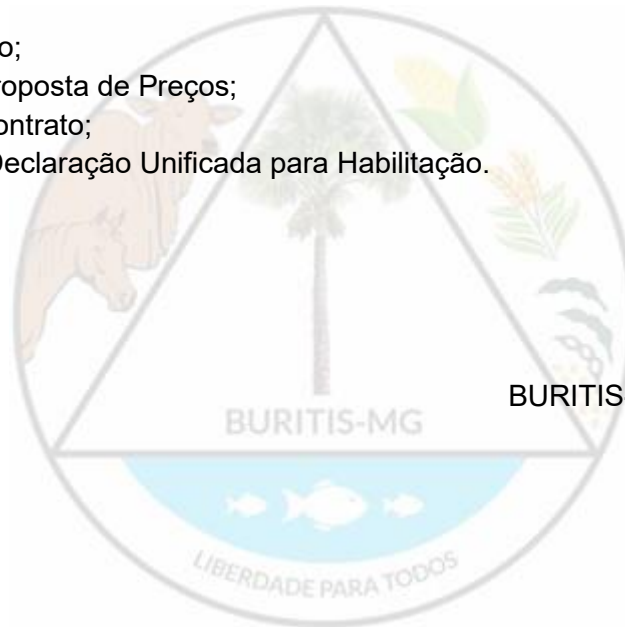 o;
roposta de Preços;
ontrato;
Declaração Unificada para Habilitação.
BURITIS
BURITIS-MG
LIBERDADE PARA TODOS